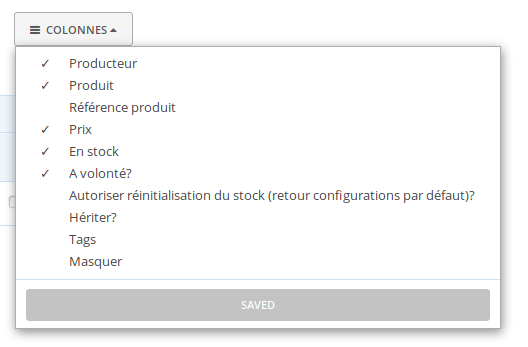 COLONNES
Producteur
Produit
Référence produit
Prix
En stock
A volonté?
Autoriser réinitialisation du stock (retour configurations par défaut)?
Hériter?
Tags
Masquer
SAVED